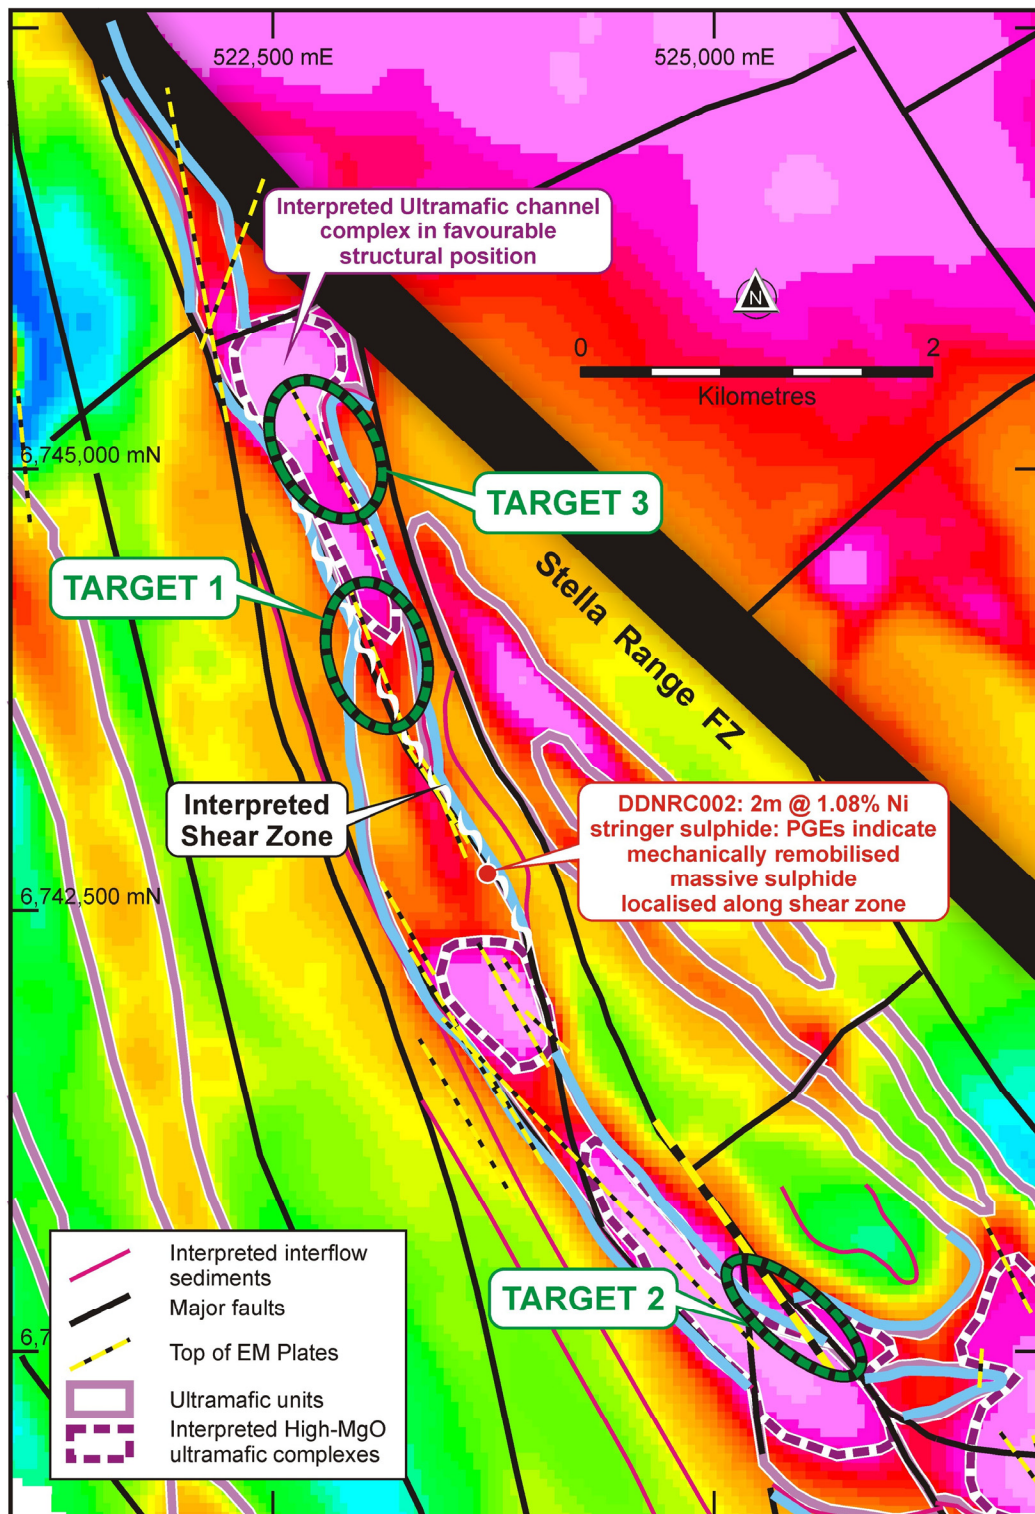 522,500 mE
525,000 mE
Interpreted Ultramafic channel
complex in favourable
structural position
N
0
2
Kilometres
6,745,000 mN
TARGET 3
TARGET 1
Stella Range FZ
Interpreted
Shear Zone
DDNRC002: 2m @ 1.08% Ni
stringer sulphide: PGEs indicate
mechanically remobilised
massive sulphide
localised along shear zone
6,742,500 mN
TARGET 2
Interpreted interflow
sediments
Major faults
6,7
Top of EM Plates
Ultramafic units
Interpreted High-MgO
ultramafic complexes